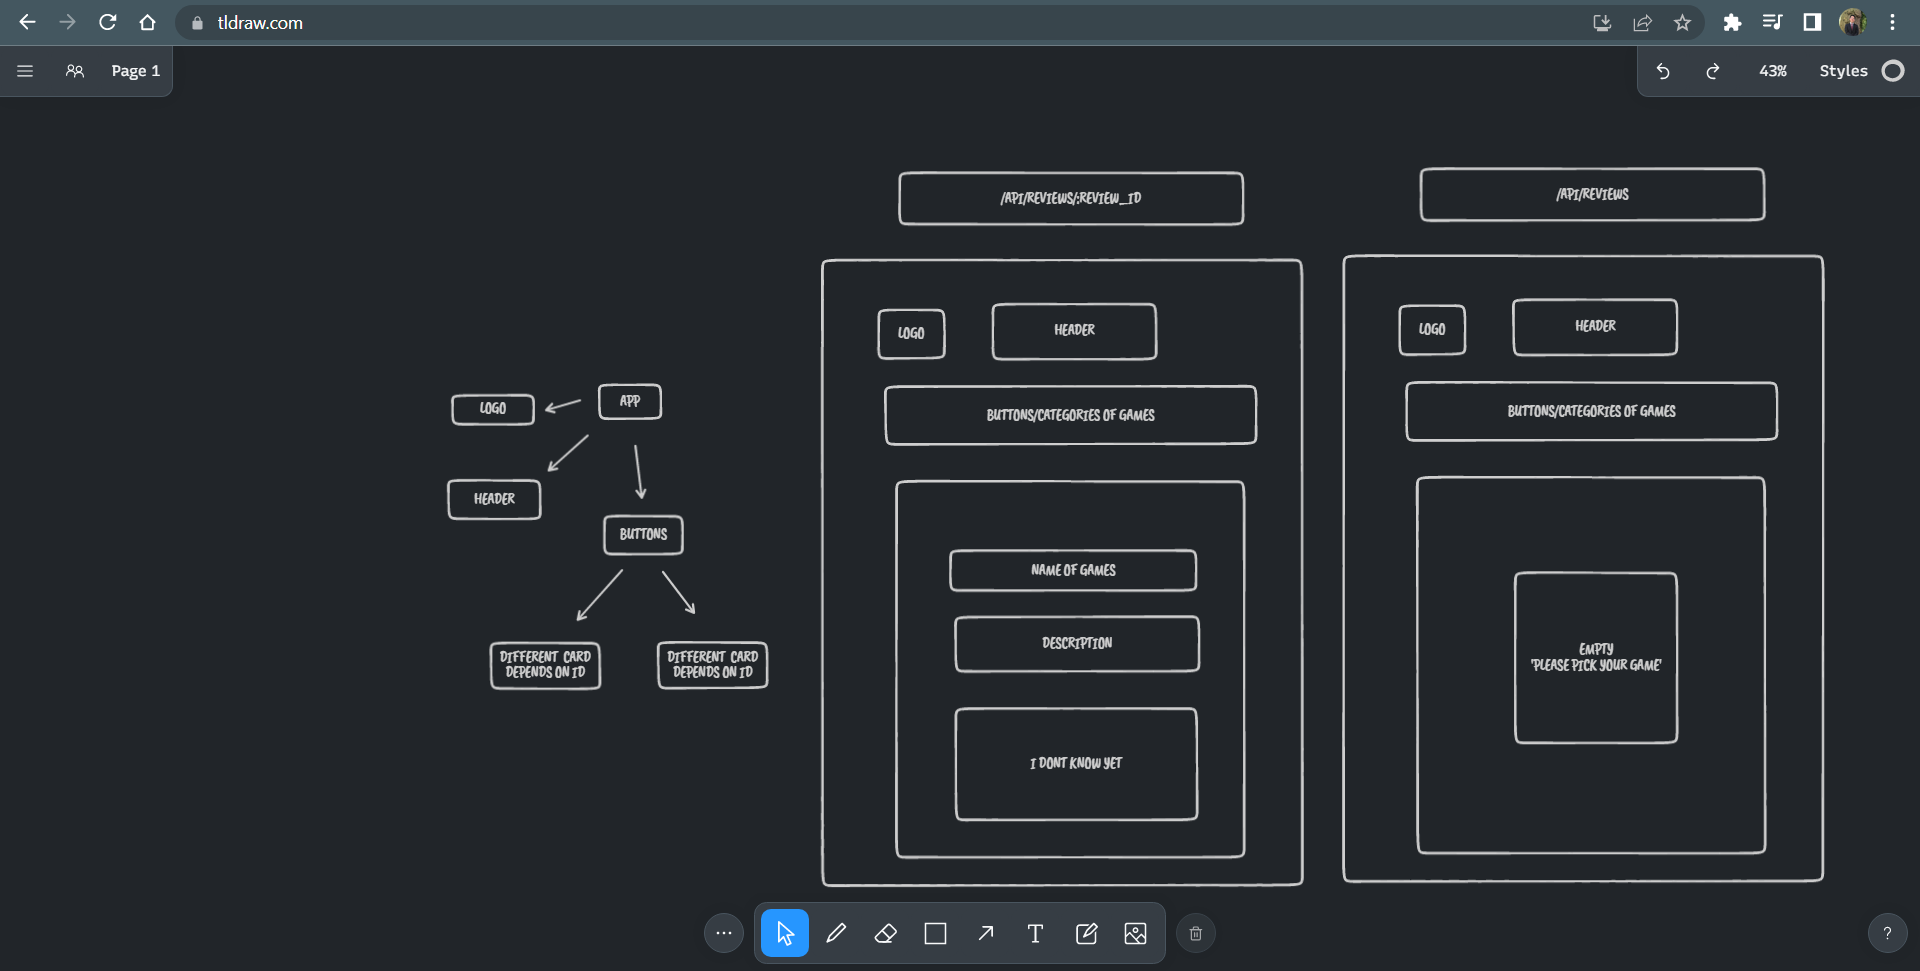 tldraw.com
Page 1
43%
Styles
/API/REVIEWS/:REVIEW_ID
/API/REVIEWS
LOGO
HEADER
BUTTONS/CATEGORIES OF GAMES
NAME OF GAMES
DESCRIPTION
I DONT KNOW YET
LOGO
HEADER
BUTTONS/CATEGORIES OF GAMES
EMPTY
'PLEASE PICK YOUR GAME'
APP
LOGO
HEADER
BUTTONS
DIFFERENT CARD
DEPENDS ON ID
DIFFERENT CARD
DEPENDS ON ID
T
?